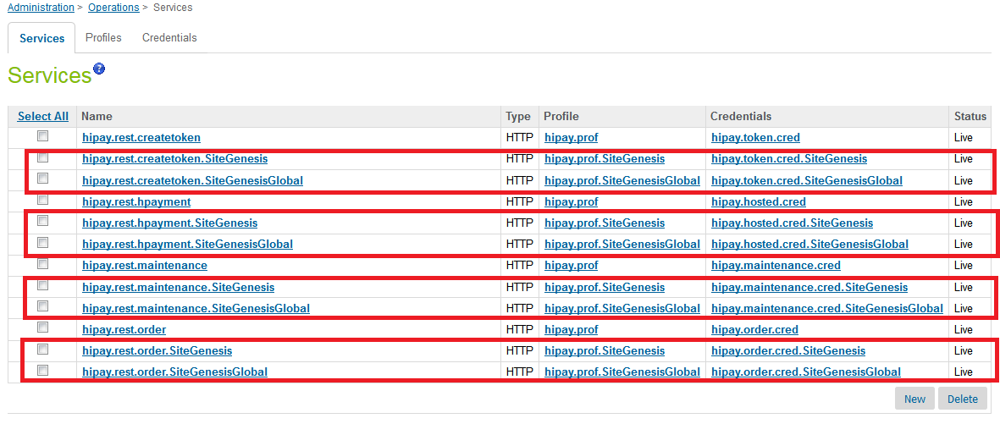 Administration > Operations > Services
Services Profiles Credentials
Services ?
Select All Name Type Profile Credentials Status
hipay.rest.createtoken HTTP hipay.prof hipay.token.cred Live
hipay.rest.createtoken.SiteGenesis HTTP hipay.prof.SiteGenesis hipay.token.cred.SiteGenesis Live
hipay.rest.createtoken.SiteGenesisGlobal HTTP hipay.prof.SiteGenesisGlobal hipay.token.cred.SiteGenesisGlobal Live
hipay.rest.hpayment HTTP hipay.prof hipay.hosted.cred Live
hipay.rest.hpayment.SiteGenesis HTTP hipay.prof.SiteGenesis hipay.hosted.cred.SiteGenesis Live
hipay.rest.hpayment.SiteGenesisGlobal HTTP hipay.prof.SiteGenesisGlobal hipay.hosted.cred.SiteGenesisGlobal Live
hipay.rest.maintenance HTTP hipay.prof hipay.maintenance.cred Live
hipay.rest.maintenance.SiteGenesis HTTP hipay.prof.SiteGenesis hipay.maintenance.cred.SiteGenesis Live
hipay.rest.maintenance.SiteGenesisGlobal HTTP hipay.prof.SiteGenesisGlobal hipay.maintenance.cred.SiteGenesisGlobal Live
hipay.rest.order HTTP hipay.prof hipay.order.cred Live
hipay.rest.order.SiteGenesis HTTP hipay.prof.SiteGenesis hipay.order.cred.SiteGenesis Live
hipay.rest.order.SiteGenesisGlobal HTTP hipay.prof.SiteGenesisGlobal hipay.order.cred.SiteGenesisGlobal Live
New Delete